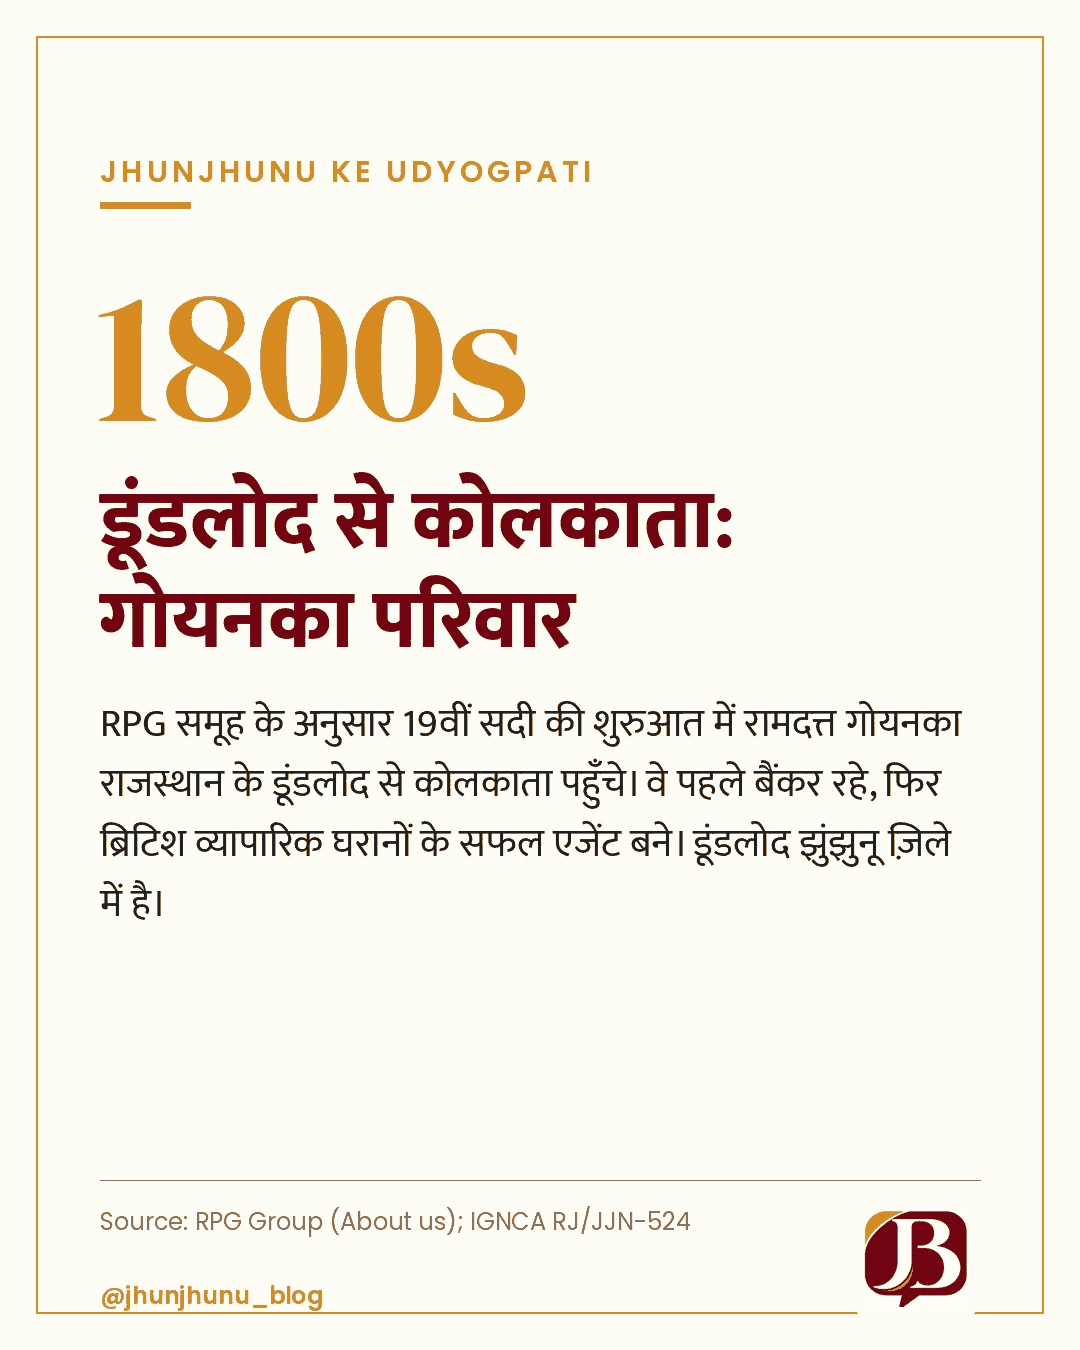 JHUNJHUNU KE UDYOGPATI
1800s
डूंडलोद से कोलकाता:
गोयनका परिवार
RPG समूह के अनुसार 19वीं सदी की शुरुआत में रामदत्त गोयनका
राजस्थान के डूंडलोद से कोलकाता पहुँचे। वे पहले बैंकर रहे, फिर
ब्रिटिश व्यापारिक घरानों के सफल एजेंट बने। डूंडलोद झुंझुनू ज़िले
में है।
Source: RPG Group (About us); IGNCA RJ/JJN-524
JB
@jhunjhunu_blog